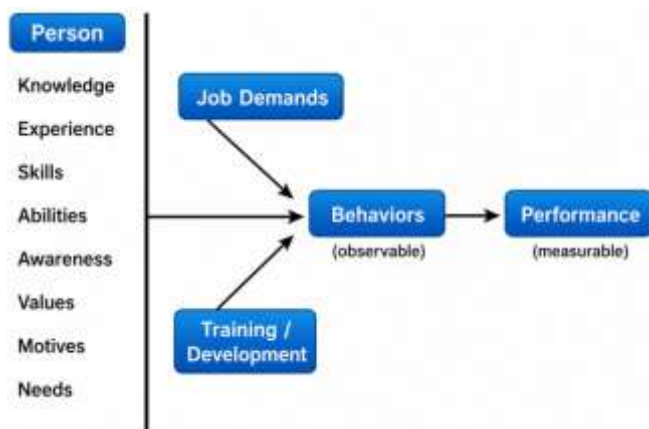 Person
Knowledge
Experience
Skills
Abilities
Awareness
Values
Motives
Needs
Job Demands
Behaviors
(observable)
Performance
(measurable)
Training /
Development